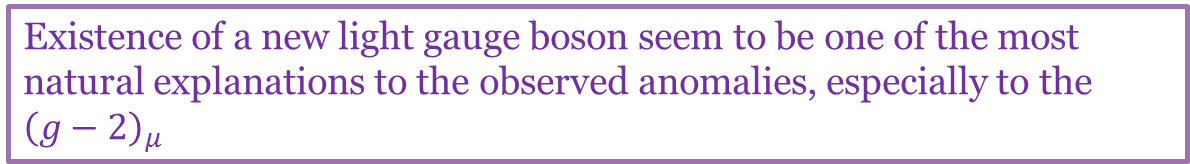 Existence of a new light gauge boson seem to be one of the most
natural explanations to the observed anomalies, especially to the
(g − 2)μ